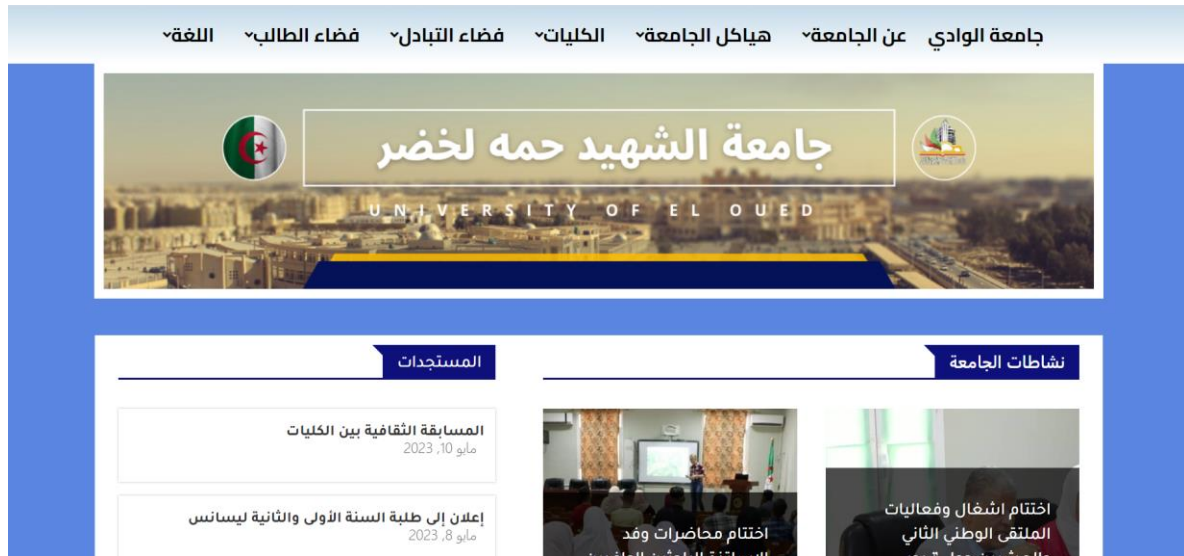 جامعة الوادي عن الجامعة هياكل الجامعة الكليات فضاء التبادل فضاء الطالب اللغة
جامعة الشهيد حمه لخضر
UNIVERSITY OF EL OUED
نشاطات الجامعة
اختتام اشغال وفعاليات
الملتقى الوطني الثاني
اختتام محاضرات وفد
المستجدات
المسابقة الثقافية بين الكليات
مايو 10, 2023
إعلان إلى طلبة السنة الأولى والثانية ليسانس
مايو 8, 2023